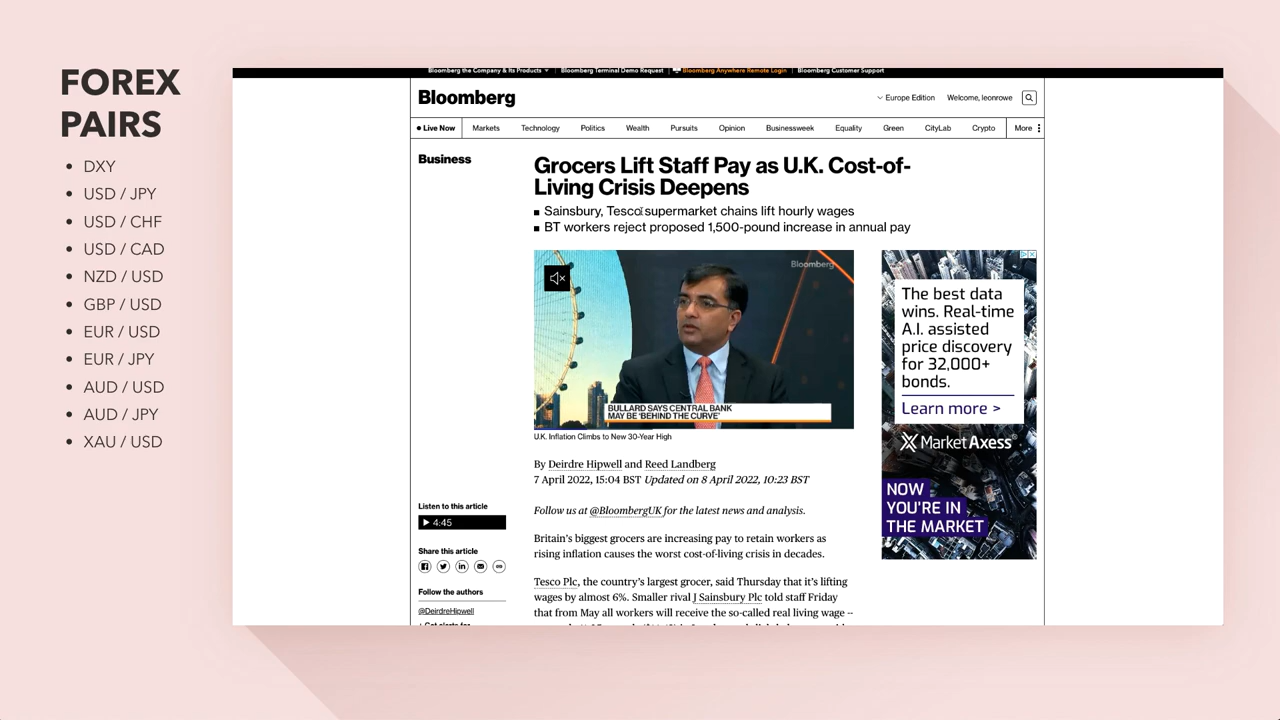 FOREX
PAIRS
DXY
USD / JPY
USD / CHF
USD / CAD
NZD / USD
GBP / USD
EUR / USD
EUR / JPY
AUD / USD
AUD / JPY
XAU / USD
Bloomberg the Company & Its Products
Bloomberg Terminal Demo Request
Bloomberg Anywhere Remote Login
Bloomberg Customer Support
Bloomberg
Europe Edition
Welcome, leonrowe
Live Now
Markets
Technology
Politics
Wealth
Pursuits
Opinion
Businessweek
Equality
Green
CityLab
Crypto
More
Business
Grocers Lift Staff Pay as U.K. Cost-of-
Living Crisis Deepens
Sainsbury, Tesco supermarket chains lift hourly wages
BT workers reject proposed 1,500-pound increase in annual pay
Bloomberg
BULLARD SAYS CENTRAL BANK
MAY BE 'BEHIND THE CURVE'
U.K. Inflation Climbs to New 30-Year High
By Deirdre Hipwell and Reed Landberg
7 April 2022, 15:04 BST Updated on 8 April 2022, 10:23 BST
Follow us at @BloombergUK for the latest news and analysis.
Britain's biggest grocers are increasing pay to retain workers as
rising inflation causes the worst cost-of-living crisis in decades.
Tesco Plc, the country's largest grocer, said Thursday that it's lifting
wages by almost 6%. Smaller rival J Sainsbury Plc told staff Friday
that from May all workers will receive the so-called real living wage --
Listen to this article
4:45
Share this article
Follow the authors
@DeirdreHipwell
The best data
wins. Real-time
A.I. assisted
price discovery
for 32,000+
bonds.
Learn more >
MarketAxess®
NOW
YOU'RE IN
THE MARKET